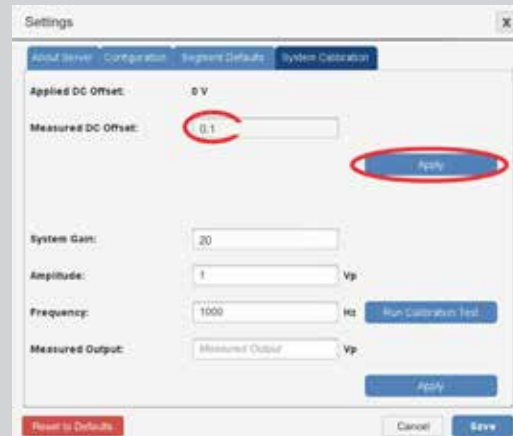 Settings X
About Server Configuration Segment Defaults System Calibration
Applied DC Offset: 0 V
Measured DC Offset: 0.1
Apply
System Gain: 20
Amplitude: 1 Vp
Frequency: 1000 Hz Run Calibration Test
Measured Output: Measured Output Vp
Apply
Reset to Defaults Cancel Save